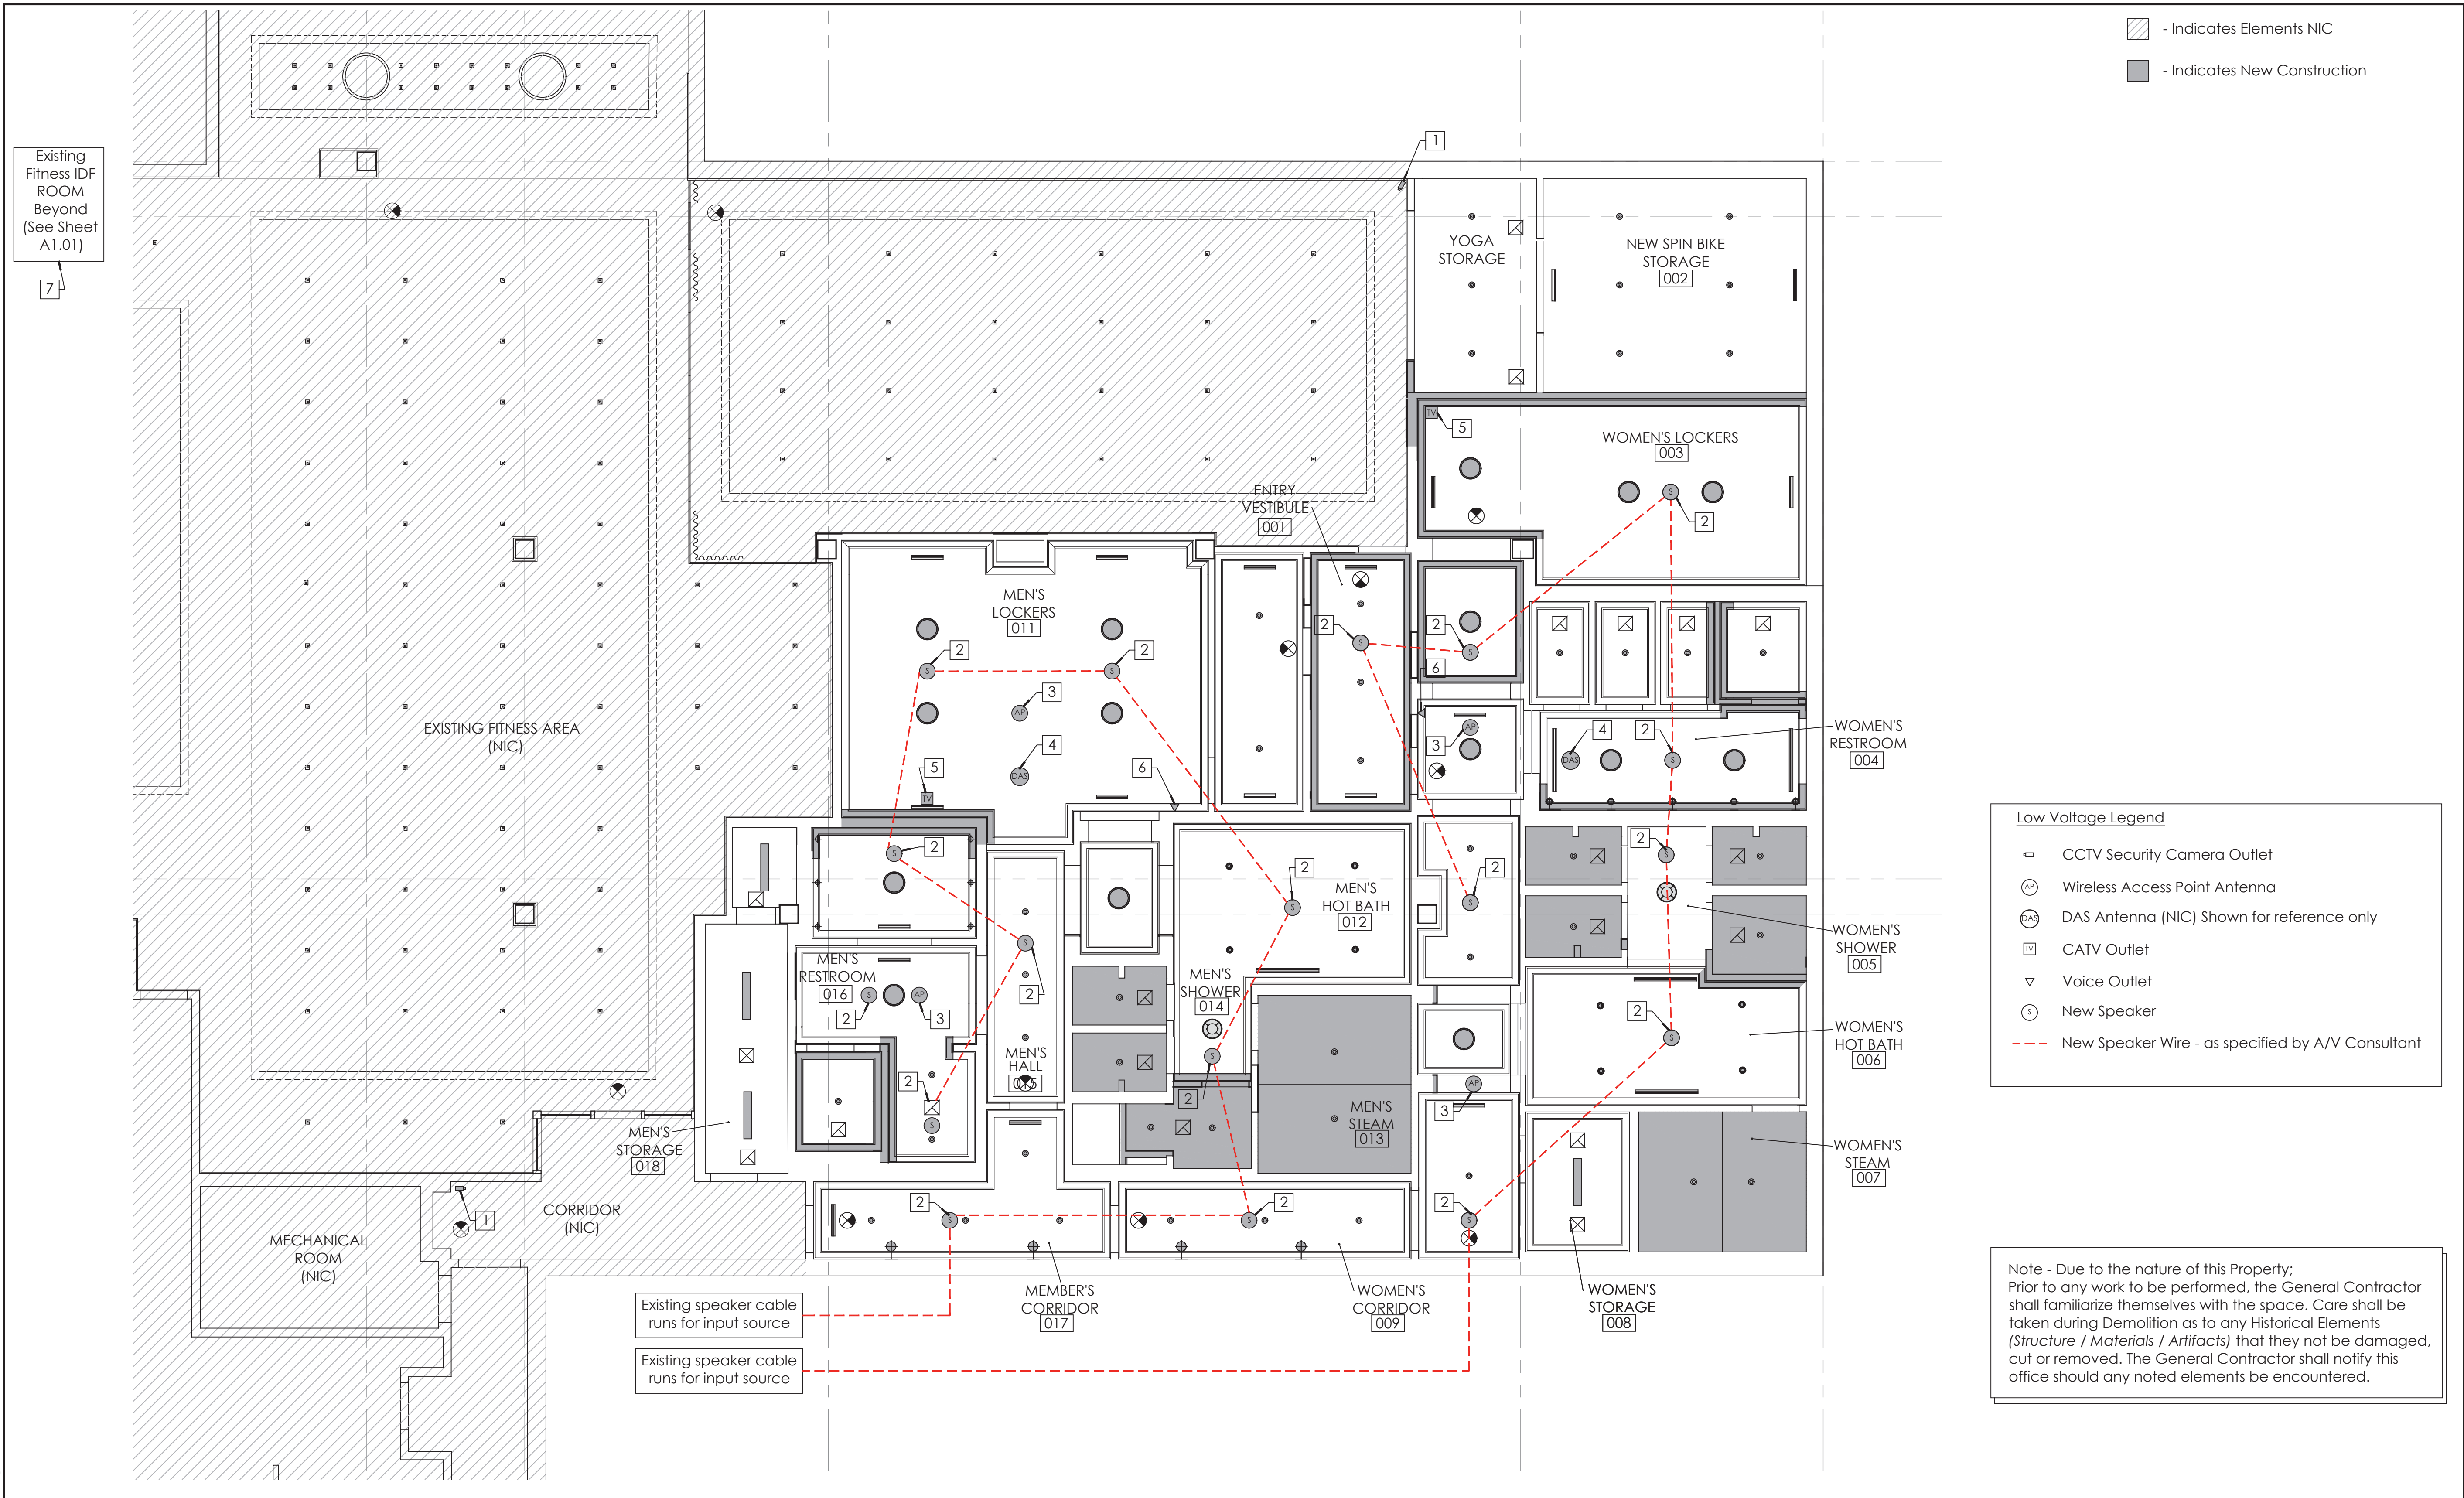 - Indicates Elements NIC
- Indicates New Construction
Existing
Fitness IDF
ROOM
Beyond
(See Sheet
A1.01)
7
1
YOGA
STORAGE
NEW SPIN BIKE
STORAGE
002
TV
5
WOMEN'S LOCKERS
003
S
2
ENTRY
VESTIBULE
001
MEN'S
LOCKERS
011
2
S
2
S
2
S
2
S
6
3
AP
4
DAS
5
TV
6
AP
3
4
DAS
2
S
WOMEN'S
RESTROOM
004
EXISTING FITNESS AREA
(NIC)
2
S
2
S
MEN'S
HOT BATH
012
2
S
2
S
WOMEN'S
SHOWER
005
S
2
MEN'S
RESTROOM
016
S
AP
2
3
MEN'S
SHOWER
014
S
2
2
S
WOMEN'S
HOT BATH
006
MEN'S
HALL
015
2
S
AP
3
MEN'S
STEAM
013
MEN'S
STORAGE
018
WOMEN'S
STEAM
007
1
CORRIDOR
(NIC)
MECHANICAL
ROOM
(NIC)
2
S
2
S
2
S
MEMBER'S
CORRIDOR
017
WOMEN'S
CORRIDOR
009
WOMEN'S
STORAGE
008
Existing speaker cable
runs for input source
Existing speaker cable
runs for input source
Low Voltage Legend
CCTV Security Camera Outlet
AP Wireless Access Point Antenna
DAS DAS Antenna (NIC) Shown for reference only
TV CATV Outlet
Voice Outlet
S New Speaker
New Speaker Wire - as specified by A/V Consultant
Note - Due to the nature of this Property;
Prior to any work to be performed, the General Contractor
shall familiarize themselves with the space. Care shall be
taken during Demolition as to any Historical Elements
(Structure / Materials / Artifacts) that they not be damaged,
cut or removed. The General Contractor shall notify this
office should any noted elements be encountered.